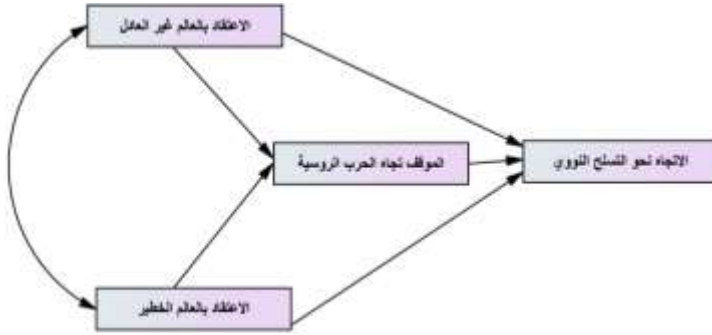 الاعتقاد بالعالم غير العادل
الموقف تجاه الحرب الروسية
الاتجاه نحو التسلح النووي
الاعتقاد بالعالم الخطير